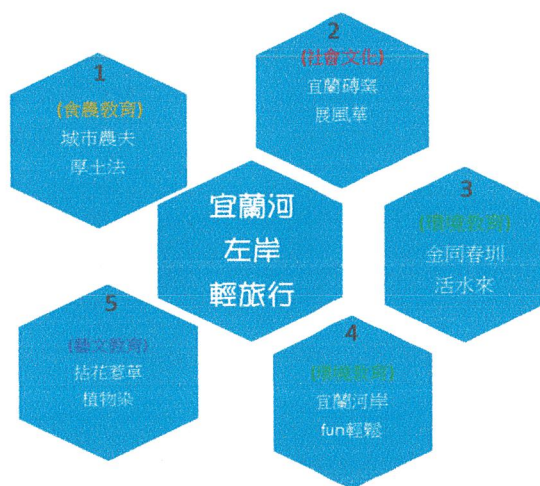 1
(食農教育)
城市農夫
厚土法
2
(社會文化)
宜蘭磚窯
展風華
宜蘭河
左岸
輕旅行
3
(環境教育)
金同春圳
活水來
4
(環境教育)
宜蘭河岸
fun輕鬆
5
(藝文教育)
拈花惹草
植物染